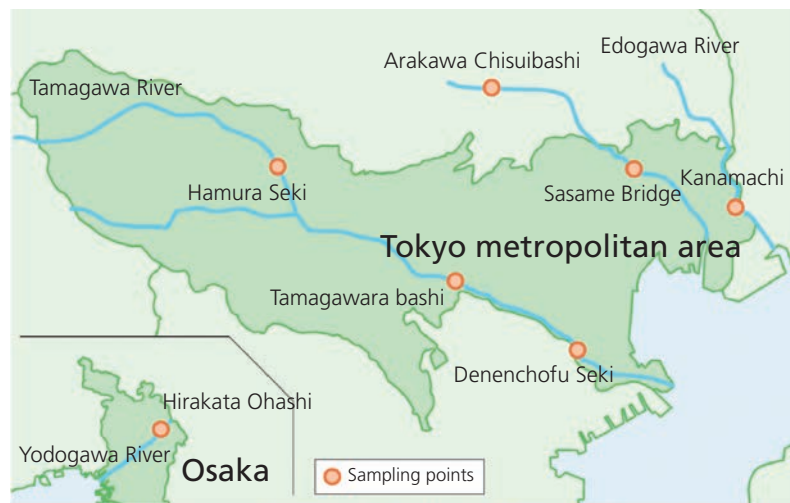 Edogawa River
Arakawa Chisuibashi
Tamagawa River
Hamura Seki
Sasame Bridge
Kanamachi
Tokyo metropolitan area
Tamagawara bashi
Denenchofu Seki
Hirakata Ohashi
Yodogawa River
Osaka
Sampling points